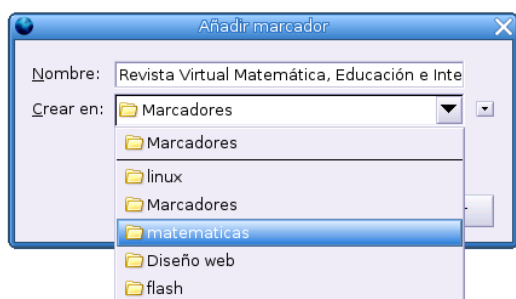 Añadir marcador
Nombre: Revista Virtual Matemática, Educación e Inte
Crear en: Marcadores
Marcadores
linux
Marcadores
matematicas
Diseño web
flash